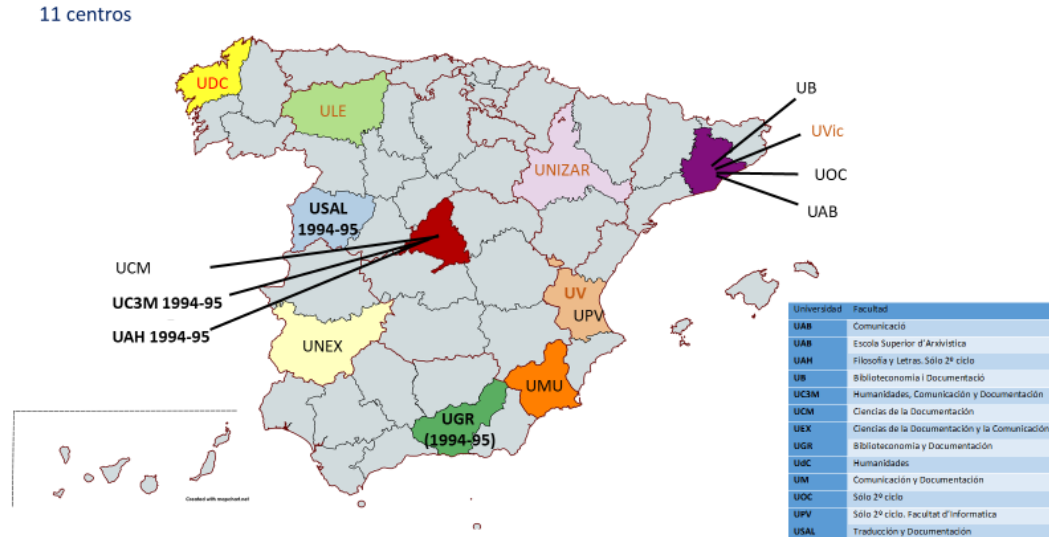 11 centros
UDC
ULE
UNIZAR
UB
UVic
UOC
UAB
USAL
1994-95
UCM
UC3M 1994-95
UAH 1994-95
UV
UPV
UNEX
UMU
UGR
(1994-95)
Created with mapchart.net
Universidad Facultad
UAB Comunicació
UAB Escola Superior d'Arxivística
UAH Filosofía y Letras. Sólo 2º ciclo
UB Biblioteconomia i Documentació
UC3M Humanidades, Comunicación y Documentación
UCM Ciencias de la Documentación
UEX Ciencias de la Documentación y la Comunicación
UGR Biblioteconomía y Documentación
UdC Humanidades
UM Comunicación y Documentación
UOC Sólo 2º ciclo
UPV Sólo 2º ciclo. Facultat d'Informatica
USAL Traducción y Documentación